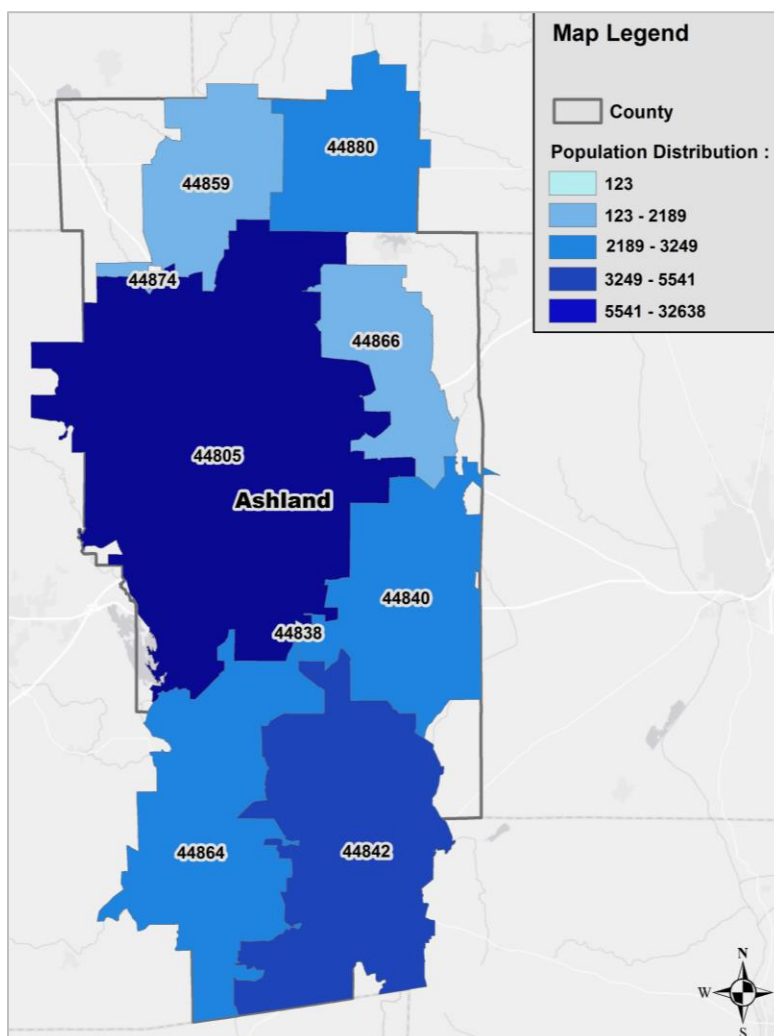 Map Legend
County
Population Distribution :
123
123 - 2189
2189 - 3249
3249 - 5541
5541 - 32638
44880
44859
44874
44866
44805
Ashland
44840
44838
44864
44842
N
W
E
S